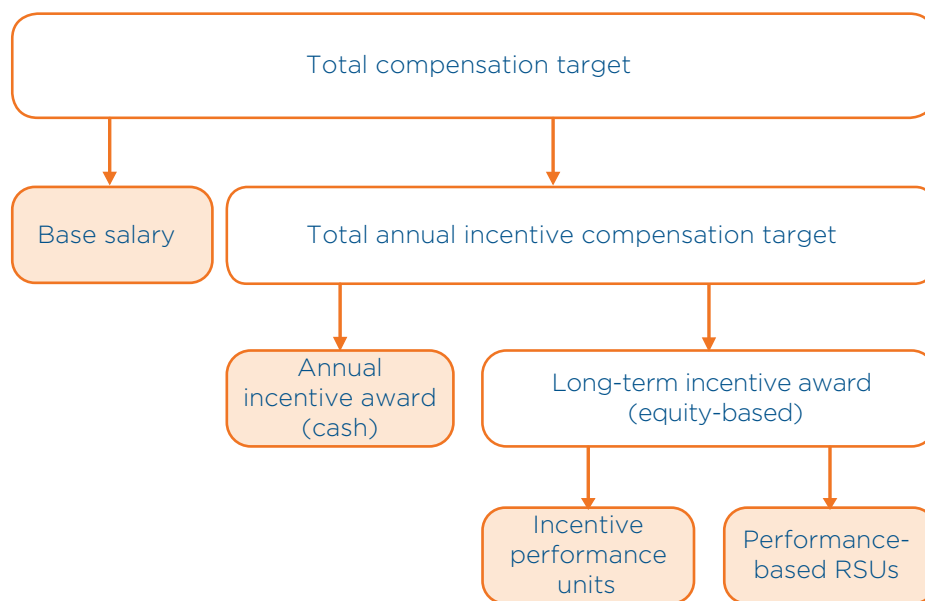 Total compensation target
Base salary
Total annual incentive compensation target
Annual
incentive award
(cash)
Long-term incentive award
(equity-based)
Incentive
performance
units
Performance-
based RSUs